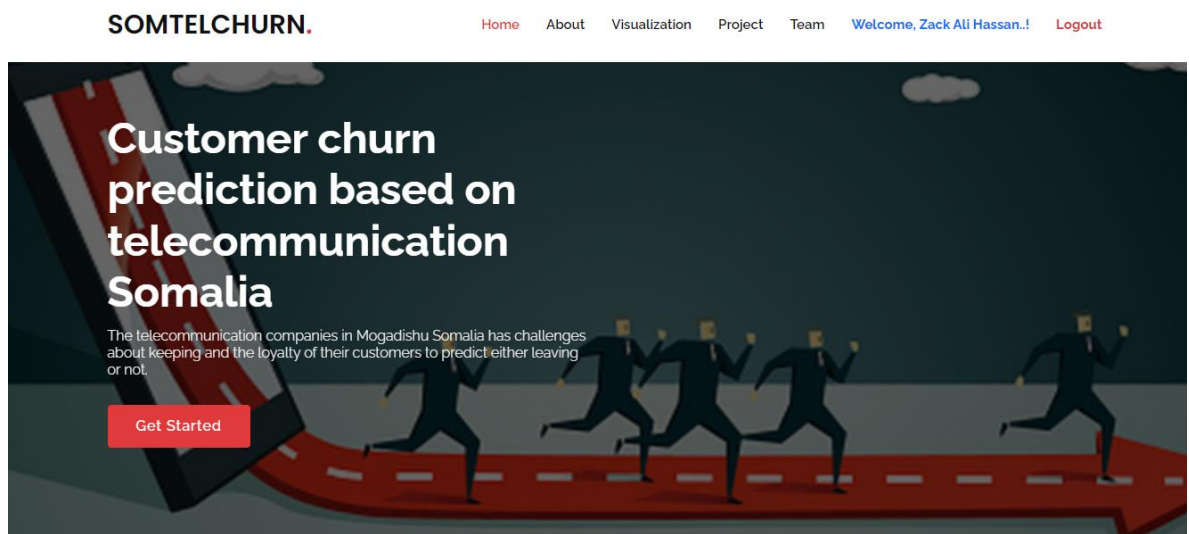 SOMTELCHURN.
Home About Visualization Project Team Welcome, Zack Ali Hassan..! Logout
Customer churn
prediction based on
telecommunication
Somalia
The telecommunication companies in Mogadishu Somalia has challenges
about keeping and the loyalty of their customers to predict either leaving
or not.
Get Started